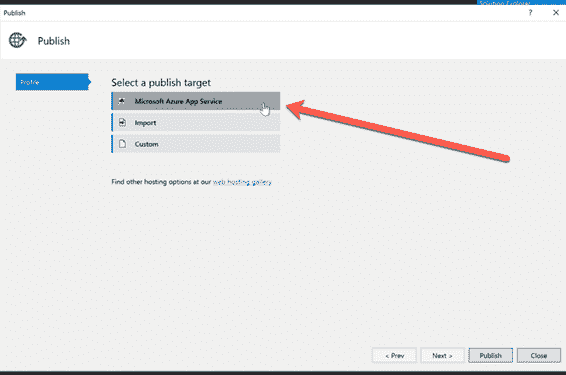 Solution Explorer
Publish
Publish
Profile
Select a publish target
Microsoft Azure App Service
Import
Custom
Find other hosting options at our web hosting gallery
< Prev
Next >
Publish
Close